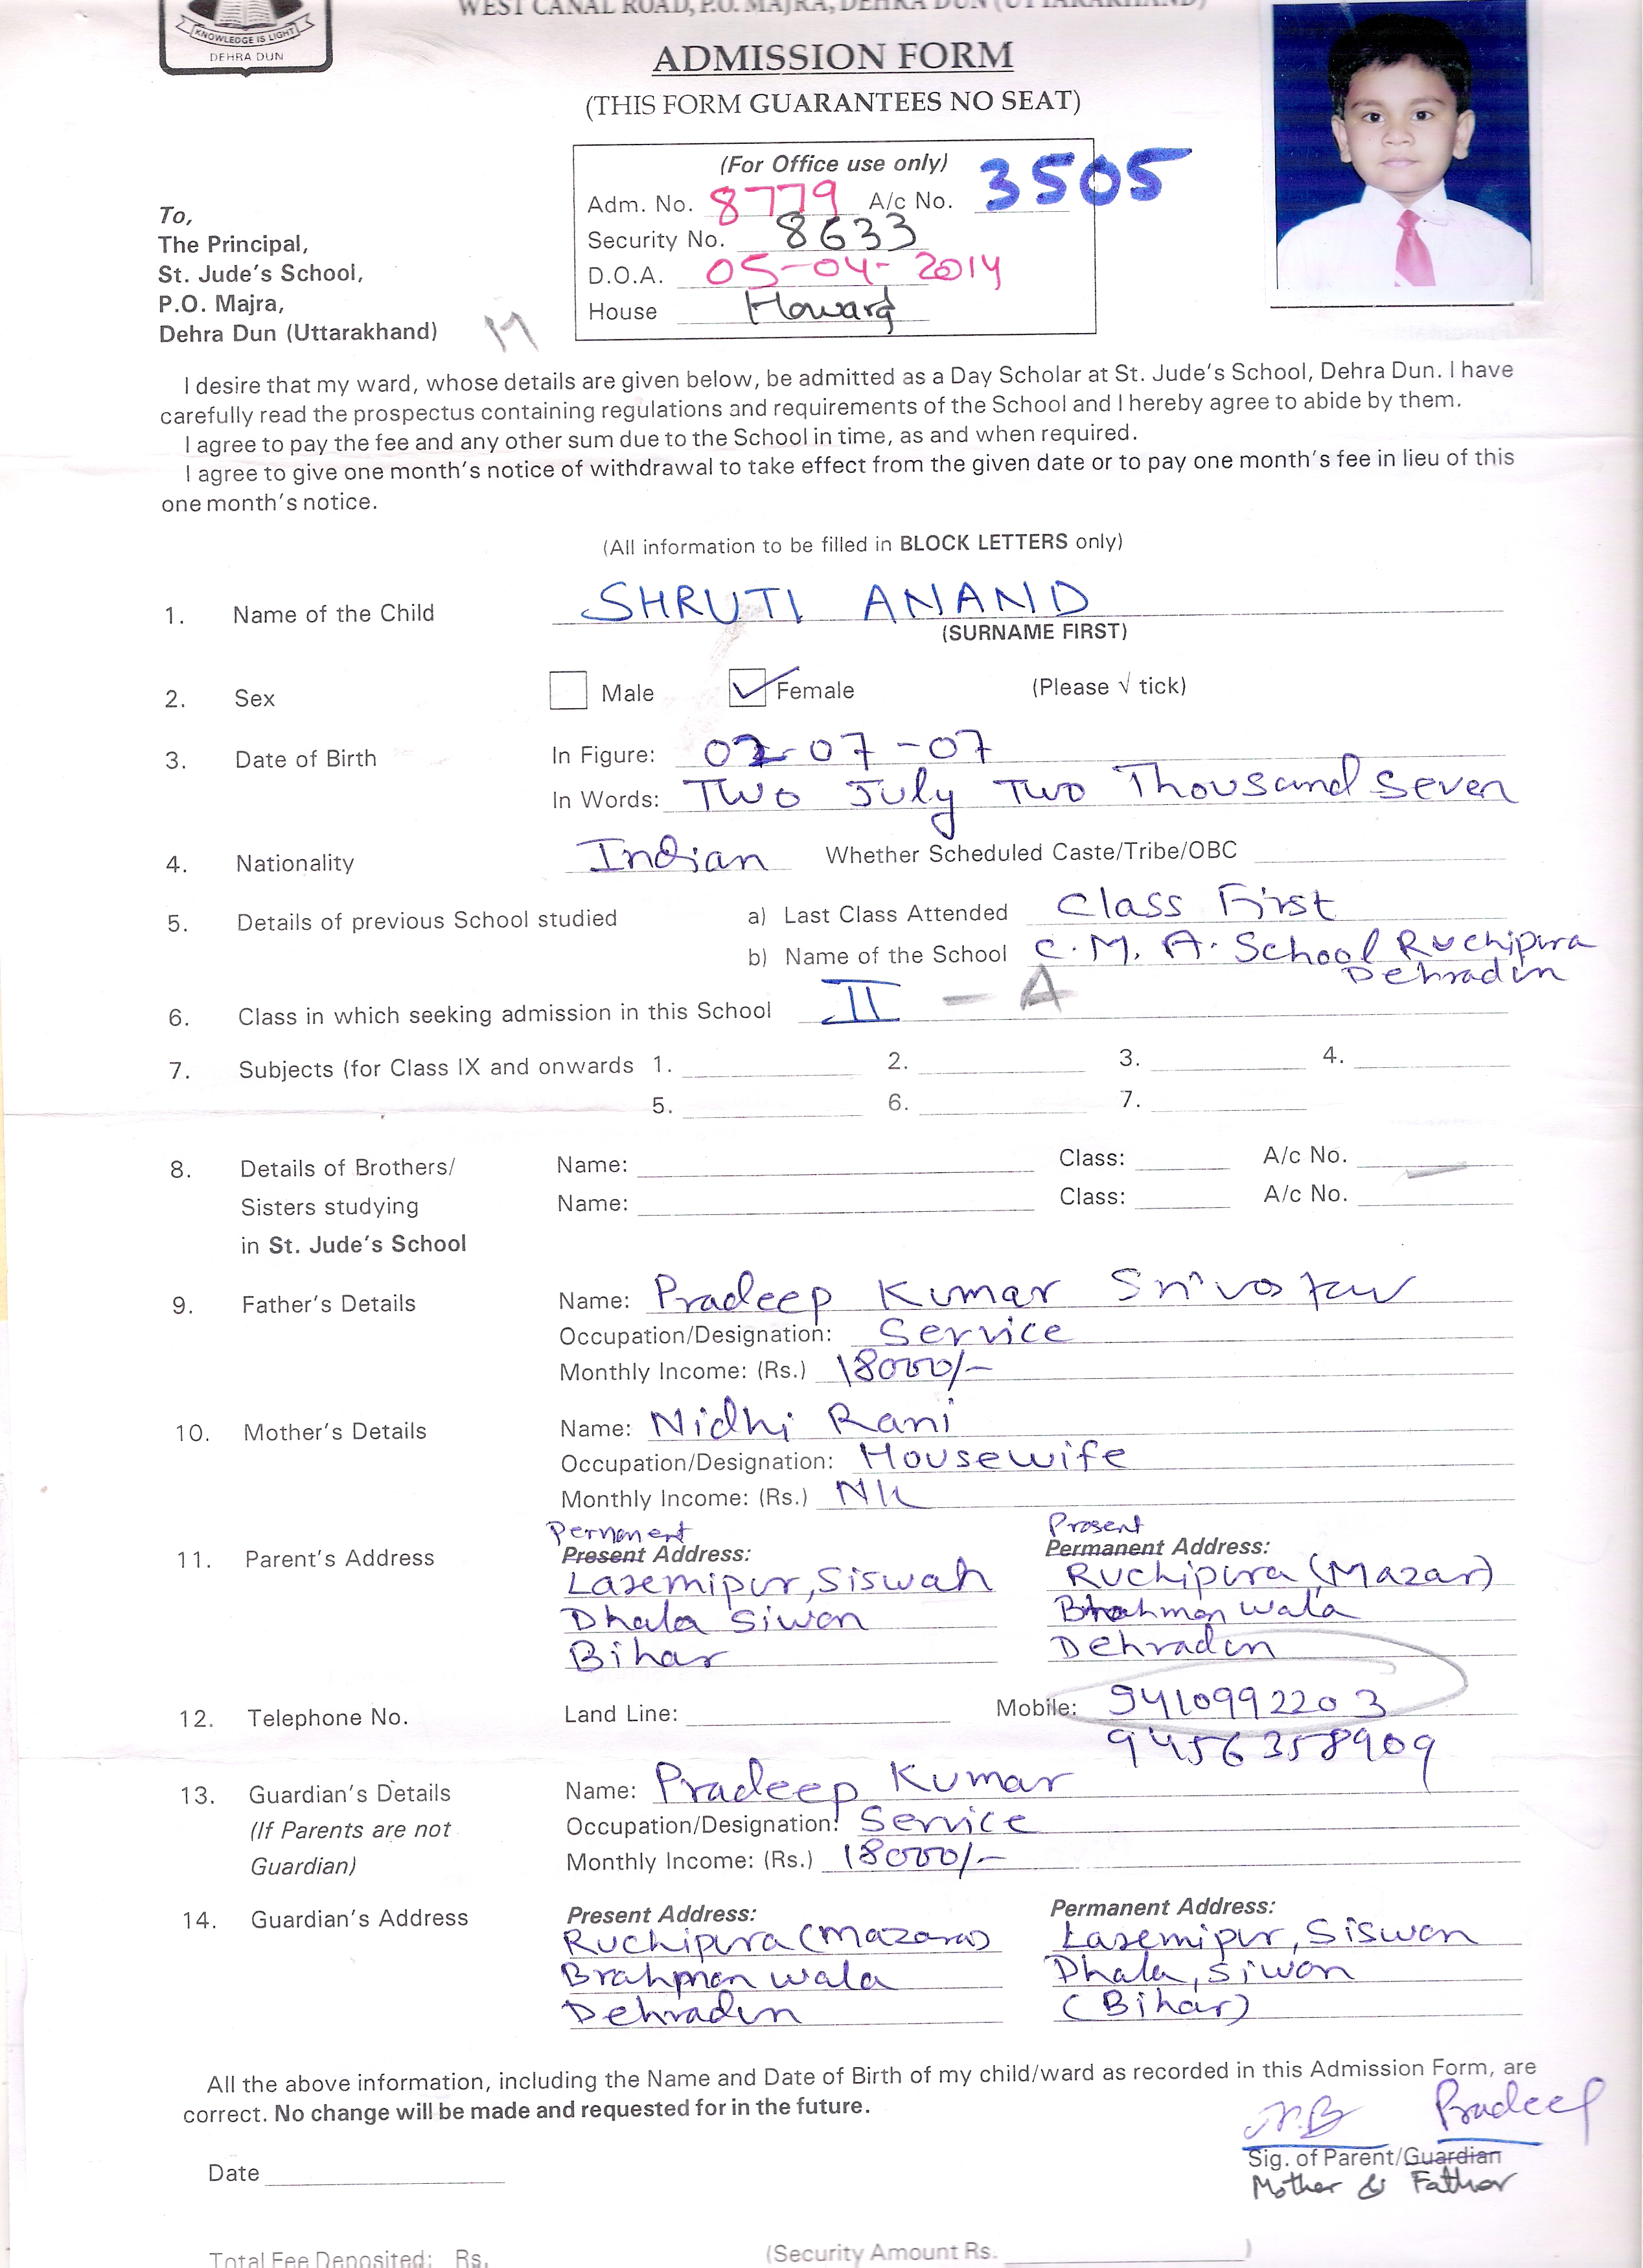 WEST CANAL ROAD, P.O. MAJRA, DEHRA DUN (UTTARAKHAND)
KNOWLEDGE IS LIGHT
DEHRA DUN
ADMISSION FORM
(THIS FORM GUARANTEES NO SEAT)
(For Office use only)
Adm. No. 8779 A/c No. 3505
Security No. 8633
D.O.A. 05-04-2014
House Howard
To,
The Principal,
St. Jude's School,
P.O. Majra,
Dehra Dun (Uttarakhand)
I desire that my ward, whose details are given below, be admitted as a Day Scholar at St. Jude's School, Dehra Dun. I have
carefully read the prospectus containing regulations and requirements of the School and I hereby agree to abide by them.
I agree to pay the fee and any other sum due to the School in time, as and when required.
I agree to give one month's notice of withdrawal to take effect from the given date or to pay one month's fee in lieu of this
one month's notice.
(All information to be filled in BLOCK LETTERS only)
1. Name of the Child SHRUTI ANAND
(SURNAME FIRST)
2. Sex Male Female (Please √ tick)
3. Date of Birth In Figure: 02-07-07
In Words: Two July Two Thousand Seven
4. Nationality Indian Whether Scheduled Caste/Tribe/OBC
5. Details of previous School studied a) Last Class Attended Class First
b) Name of the School C.M.A. School Ruchipura
Dehradun
6. Class in which seeking admission in this School II - A
7. Subjects (for Class IX and onwards 1. 2. 3. 4.
5. 6. 7.
8. Details of Brothers/ Name: Class: A/c No.
Sisters studying Name: Class: A/c No.
in St. Jude's School
9. Father's Details Name: Pradeep Kumar Srivastav
Occupation/Designation: Service
Monthly Income: (Rs.) 18000/-
10. Mother's Details Name: Nidhi Rani
Occupation/Designation: Housewife
Monthly Income: (Rs.) Nil
Permanent Present
11. Parent's Address Present Address: Permanent Address:
Lasemipur, Siswah Ruchipura (Mazar)
Dhala Siwan Brahman wala
Bihar Dehradun
12. Telephone No. Land Line: Mobile: 9410992203
9456358909
13. Guardian's Details Name: Pradeep Kumar
(If Parents are not Occupation/Designation: Service
Guardian) Monthly Income: (Rs.) 18000/-
14. Guardian's Address Present Address: Permanent Address:
Ruchipura (Mazara) Lasemipur, Siswan
Brahman wala Dhala, Siwan
Dehradun (Bihar)
All the above information, including the Name and Date of Birth of my child/ward as recorded in this Admission Form, are
correct. No change will be made and requested for in the future.
Pradeep
Sig. of Parent/Guardian
Date
Mother & Father
Total Fee Deposited: Rs. (Security Amount Rs. )